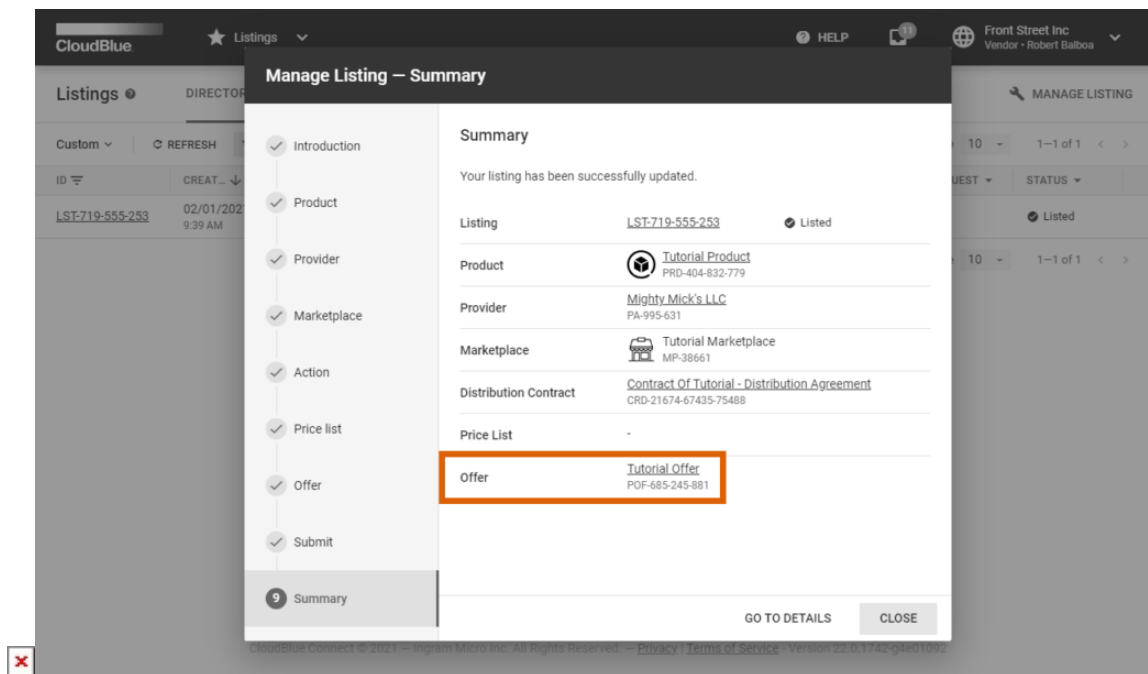 CloudBlue
Listings
HELP
11
Front Street Inc
Vendor • Robert Balboa
Manage Listing — Summary
Listings
DIRECTOR
MANAGE LISTING
Custom
REFRESH
10
1—1 of 1
ID
CREAT...
UEST
STATUS
LST-719-555-253
02/01/202
9:39 AM
Listed
10
1—1 of 1
Introduction
Product
Provider
Marketplace
Action
Price list
Offer
Submit
9 Summary
Summary
Your listing has been successfully updated.
Listing LST-719-555-253 Listed
Product Tutorial Product
PRD-404-832-779
Provider Mighty Mick's LLC
PA-995-631
Marketplace Tutorial Marketplace
MP-38661
Distribution Contract Contract Of Tutorial - Distribution Agreement
CRD-21674-67435-75488
Price List -
Offer Tutorial Offer
POF-685-245-881
GO TO DETAILS CLOSE
CloudBlue Connect © 2021 — Ingram Micro Inc. All Rights Reserved. — Privacy | Terms of Service - Version 22.0.1742-g4e01092